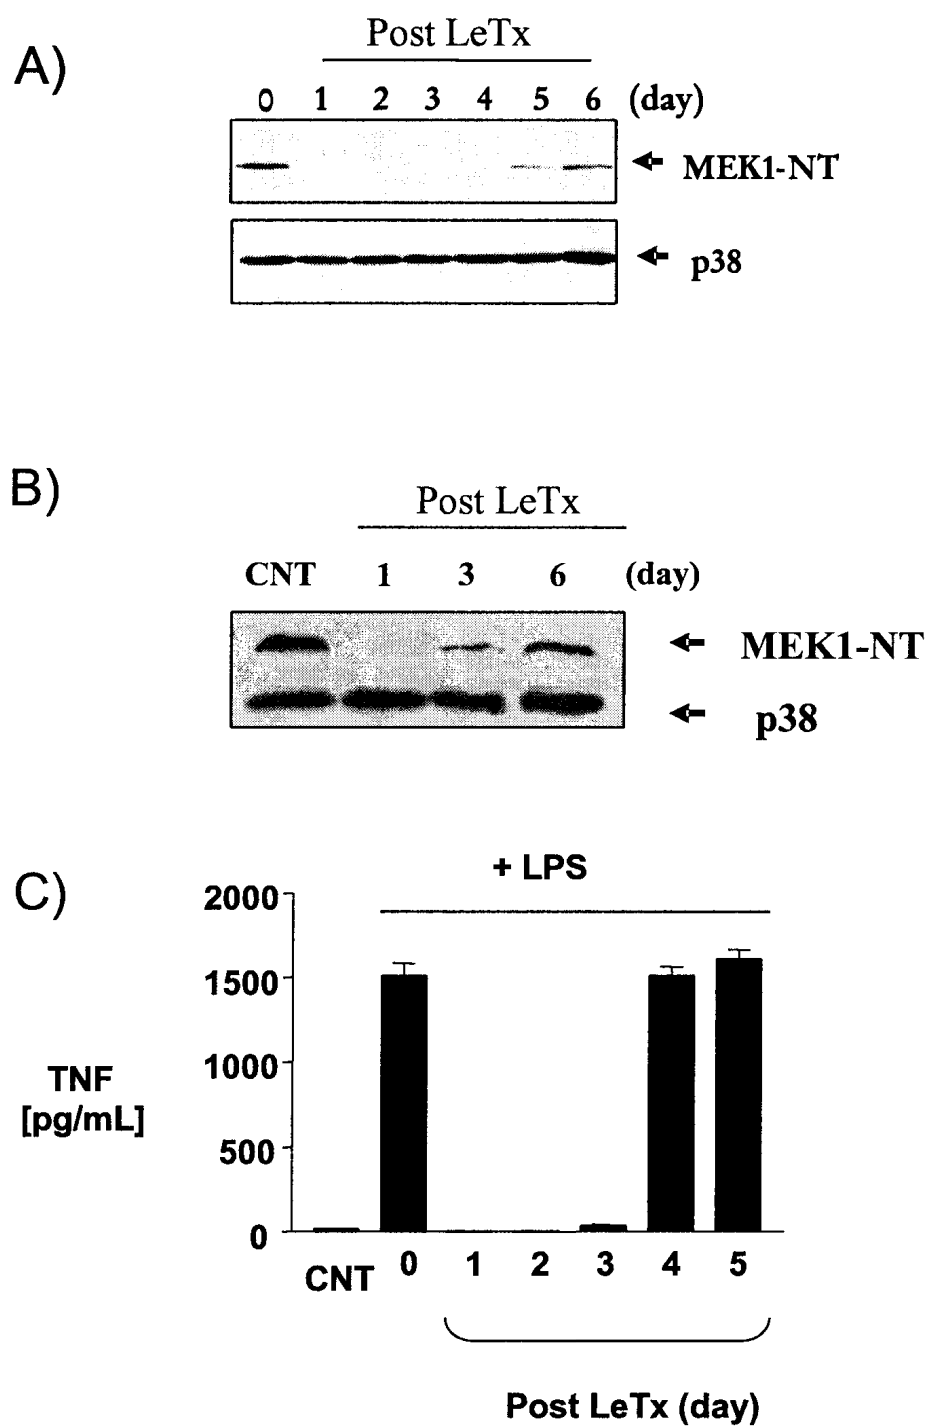 A)
Post LeTx
0 1 2 3 4 5 6 (day)
MEK1-NT
p38
B)
Post LeTx
CNT 1 3 6 (day)
MEK1-NT
p38
C)
+ LPS
2000
1500
1000
500
0
TNF
[pg/mL]
CNT 0 1 2 3 4 5
Post LeTx (day)